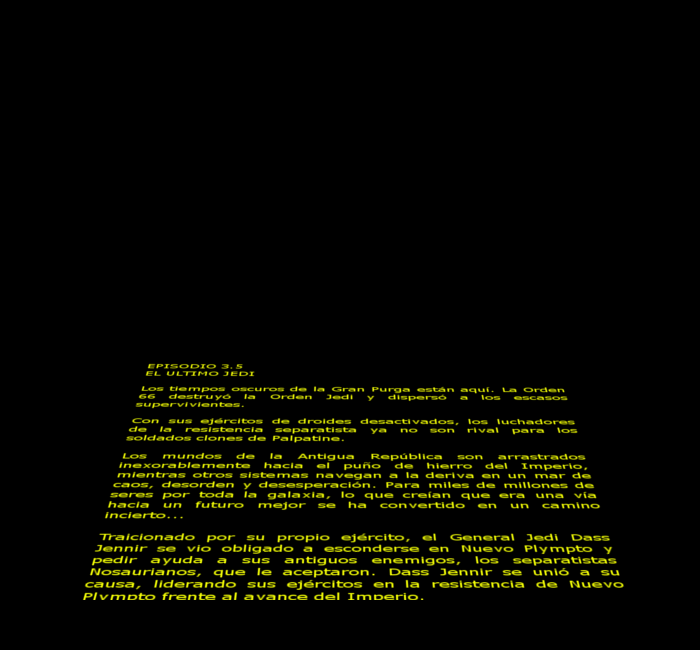 EPISODIO 3.5
EL ULTIMO JEDI
Los tiempos oscuros de la Gran Purga están aquí. La Orden
66 destruyó la Orden Jedi y dispersó a los escasos
supervivientes.
Con sus ejércitos de droides desactivados, los luchadores
de la resistencia separatista ya no son rival para los
soldados clones de Palpatine.
Los mundos de la Antigua República son arrastrados
inexorablemente hacia el puño de hierro del Imperio,
mientras otros sistemas navegan a la deriva en un mar de
caos, desorden y desesperación. Para miles de millones de
seres por toda la galaxia, lo que creían que era una vía
hacia un futuro mejor se ha convertido en un camino
incierto...
Traicionado por su propio ejército, el General Jedi Dass
Jennir se vio obligado a esconderse en Nuevo Plympto y
pedir ayuda a sus antiguos enemigos, los separatistas
Nosaurianos, que le aceptaron. Dass Jennir se unió a su
causa, liderando sus ejércitos en la resistencia de Nuevo
Plympto frente al avance del Imperio.